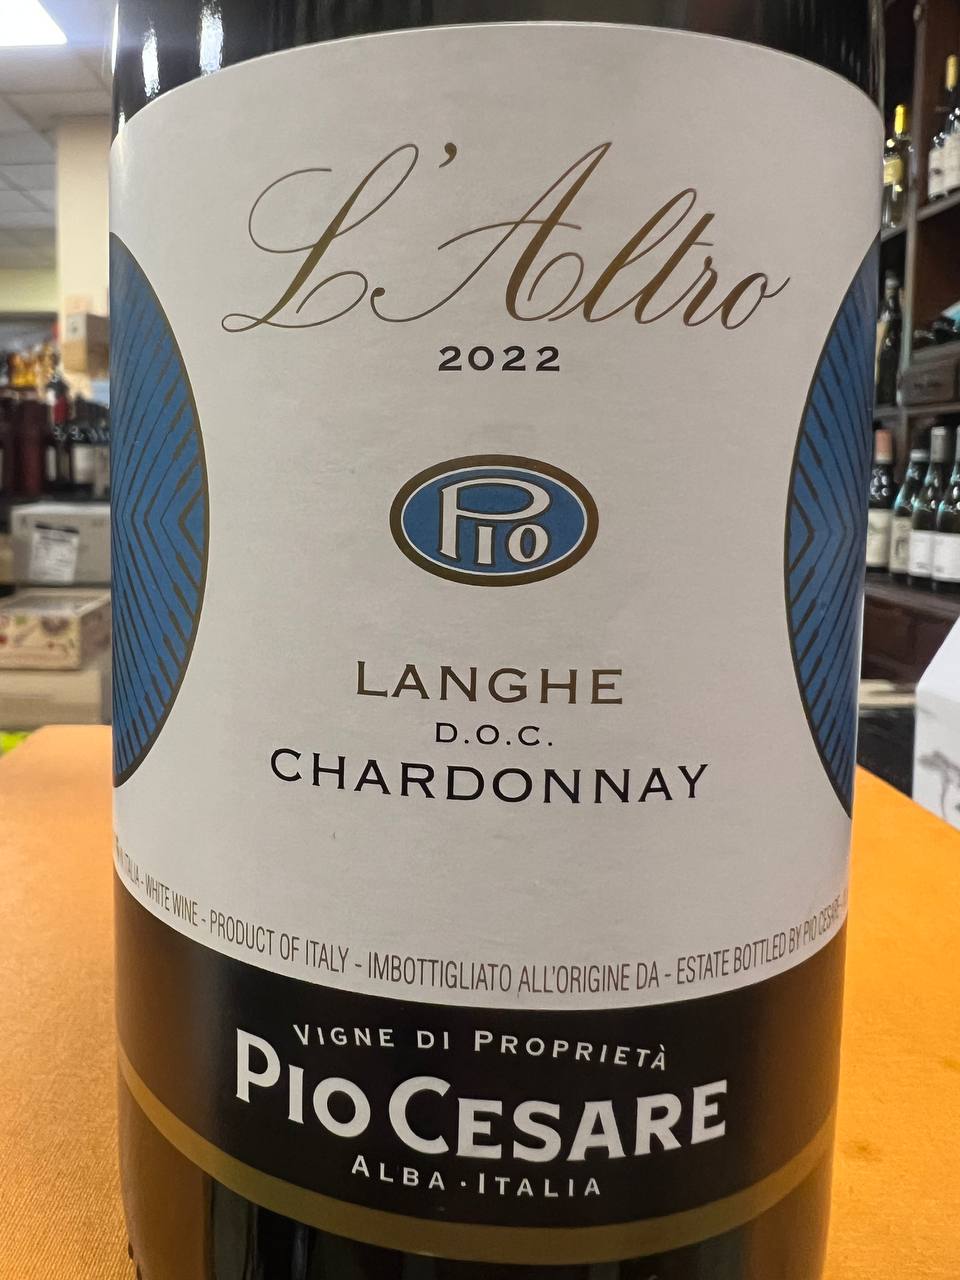 L'Altro
2022
PIO
LANGHE
D.O.C.
CHARDONNAY
ITALIA - WHITE WINE - PRODUCT OF ITALY - IMBOTTIGLIATO ALL'ORIGINE DA - ESTATE BOTTLED BY PIO CESARE
VIGNE DI PROPRIETÀ
PIO CESARE
ALBA · ITALIA